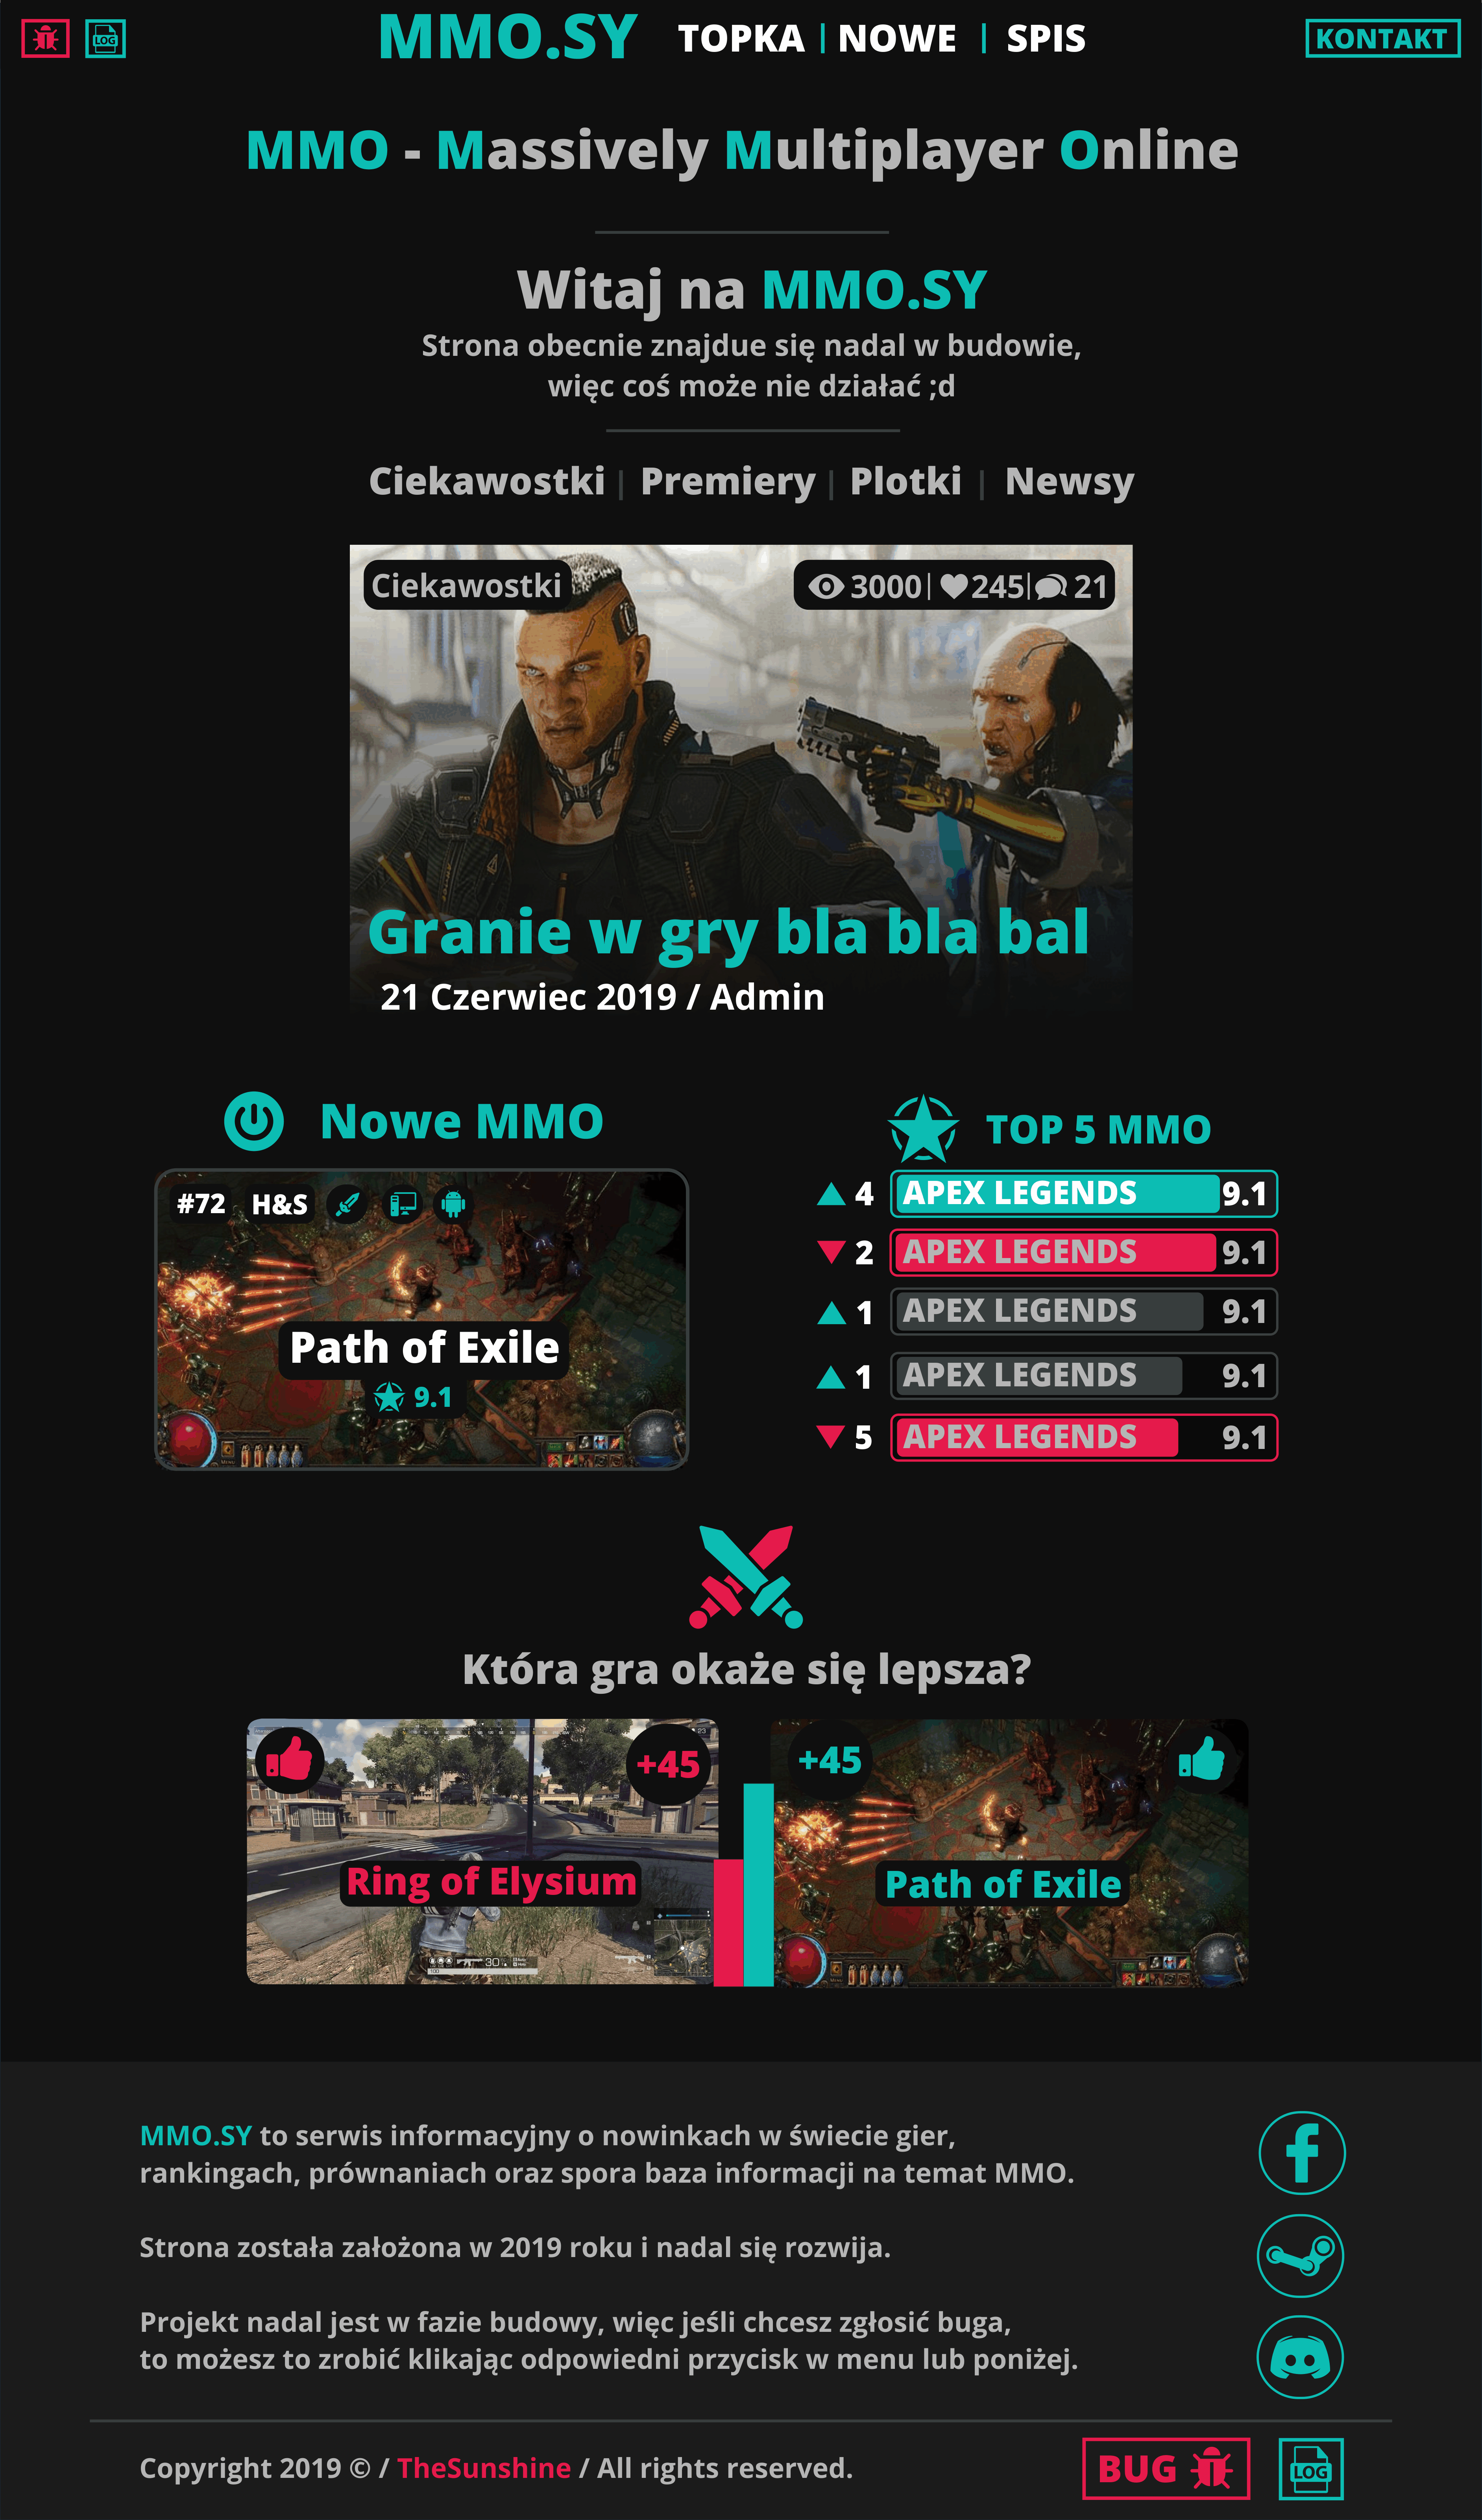 LOG
MMO.SY TOPKA | NOWE | SPIS
KONTAKT
MMO - Massively Multiplayer Online
Witaj na MMO.SY
Strona obecnie znajdue się nadal w budowie,
więc coś może nie działać ;d
Ciekawostki | Premiery | Plotki | Newsy
Ciekawostki
3000 | 245 | 21
Granie w gry bla bla bal
21 Czerwiec 2019 / Admin
Nowe MMO
#72 H&S
Path of Exile
9.1
TOP 5 MMO
4 APEX LEGENDS 9.1
2 APEX LEGENDS 9.1
1 APEX LEGENDS 9.1
1 APEX LEGENDS 9.1
5 APEX LEGENDS 9.1
Która gra okaże się lepsza?
+45
Ring of Elysium
30
100
+45
Path of Exile
MMO.SY to serwis informacyjny o nowinkach w świecie gier,
rankingach, prównaniach oraz spora baza informacji na temat MMO.
Strona została założona w 2019 roku i nadal się rozwija.
Projekt nadal jest w fazie budowy, więc jeśli chcesz zgłosić buga,
to możesz to zrobić klikając odpowiedni przycisk w menu lub poniżej.
Copyright 2019 © / TheSunshine / All rights reserved.
BUG
LOG